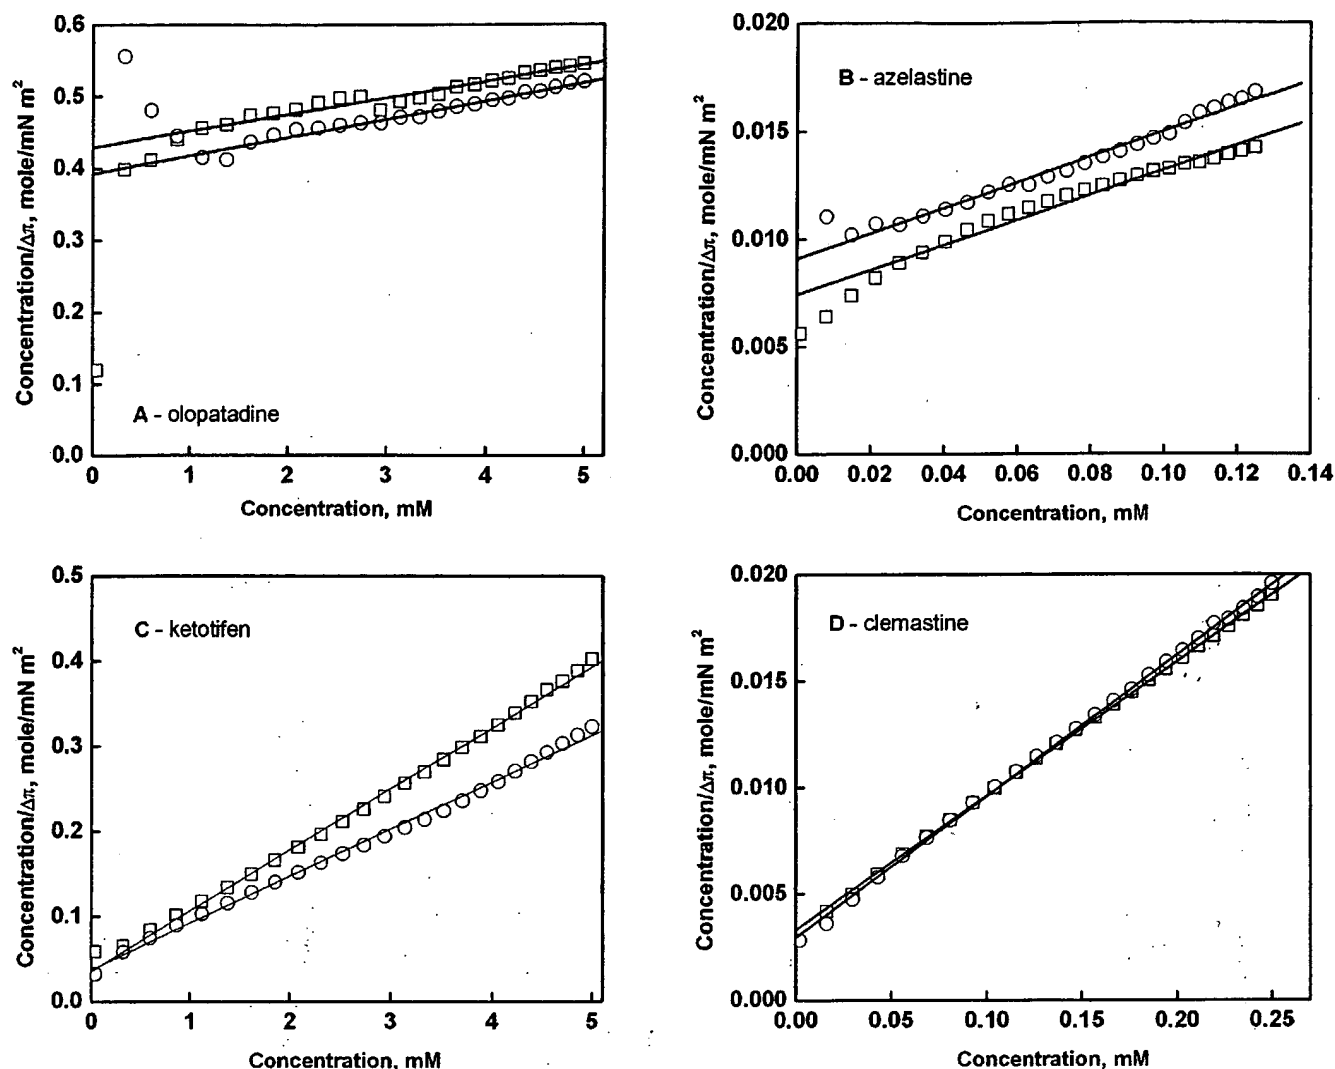 0.6
0.5
0.4
0.3
0.2
0.1
0.0
Concentration/Δπ, mole/mN m²
A - olopatadine
0 1 2 3 4 5
Concentration, mM
0.020
0.015
0.010
0.005
0.000
Concentration/Δπ, mole/mN m²
B - azelastine
0.00 0.02 0.04 0.06 0.08 0.10 0.12 0.14
Concentration, mM
0.5
0.4
0.3
0.2
0.1
0.0
Concentration/Δπ, mole/mN m²
C - ketotifen
0 1 2 3 4 5
Concentration, mM
0.020
0.015
0.010
0.005
0.000
Concentration/Δπ, mole/mN m²
D - clemastine
0.00 0.05 0.10 0.15 0.20 0.25
Concentration, mM